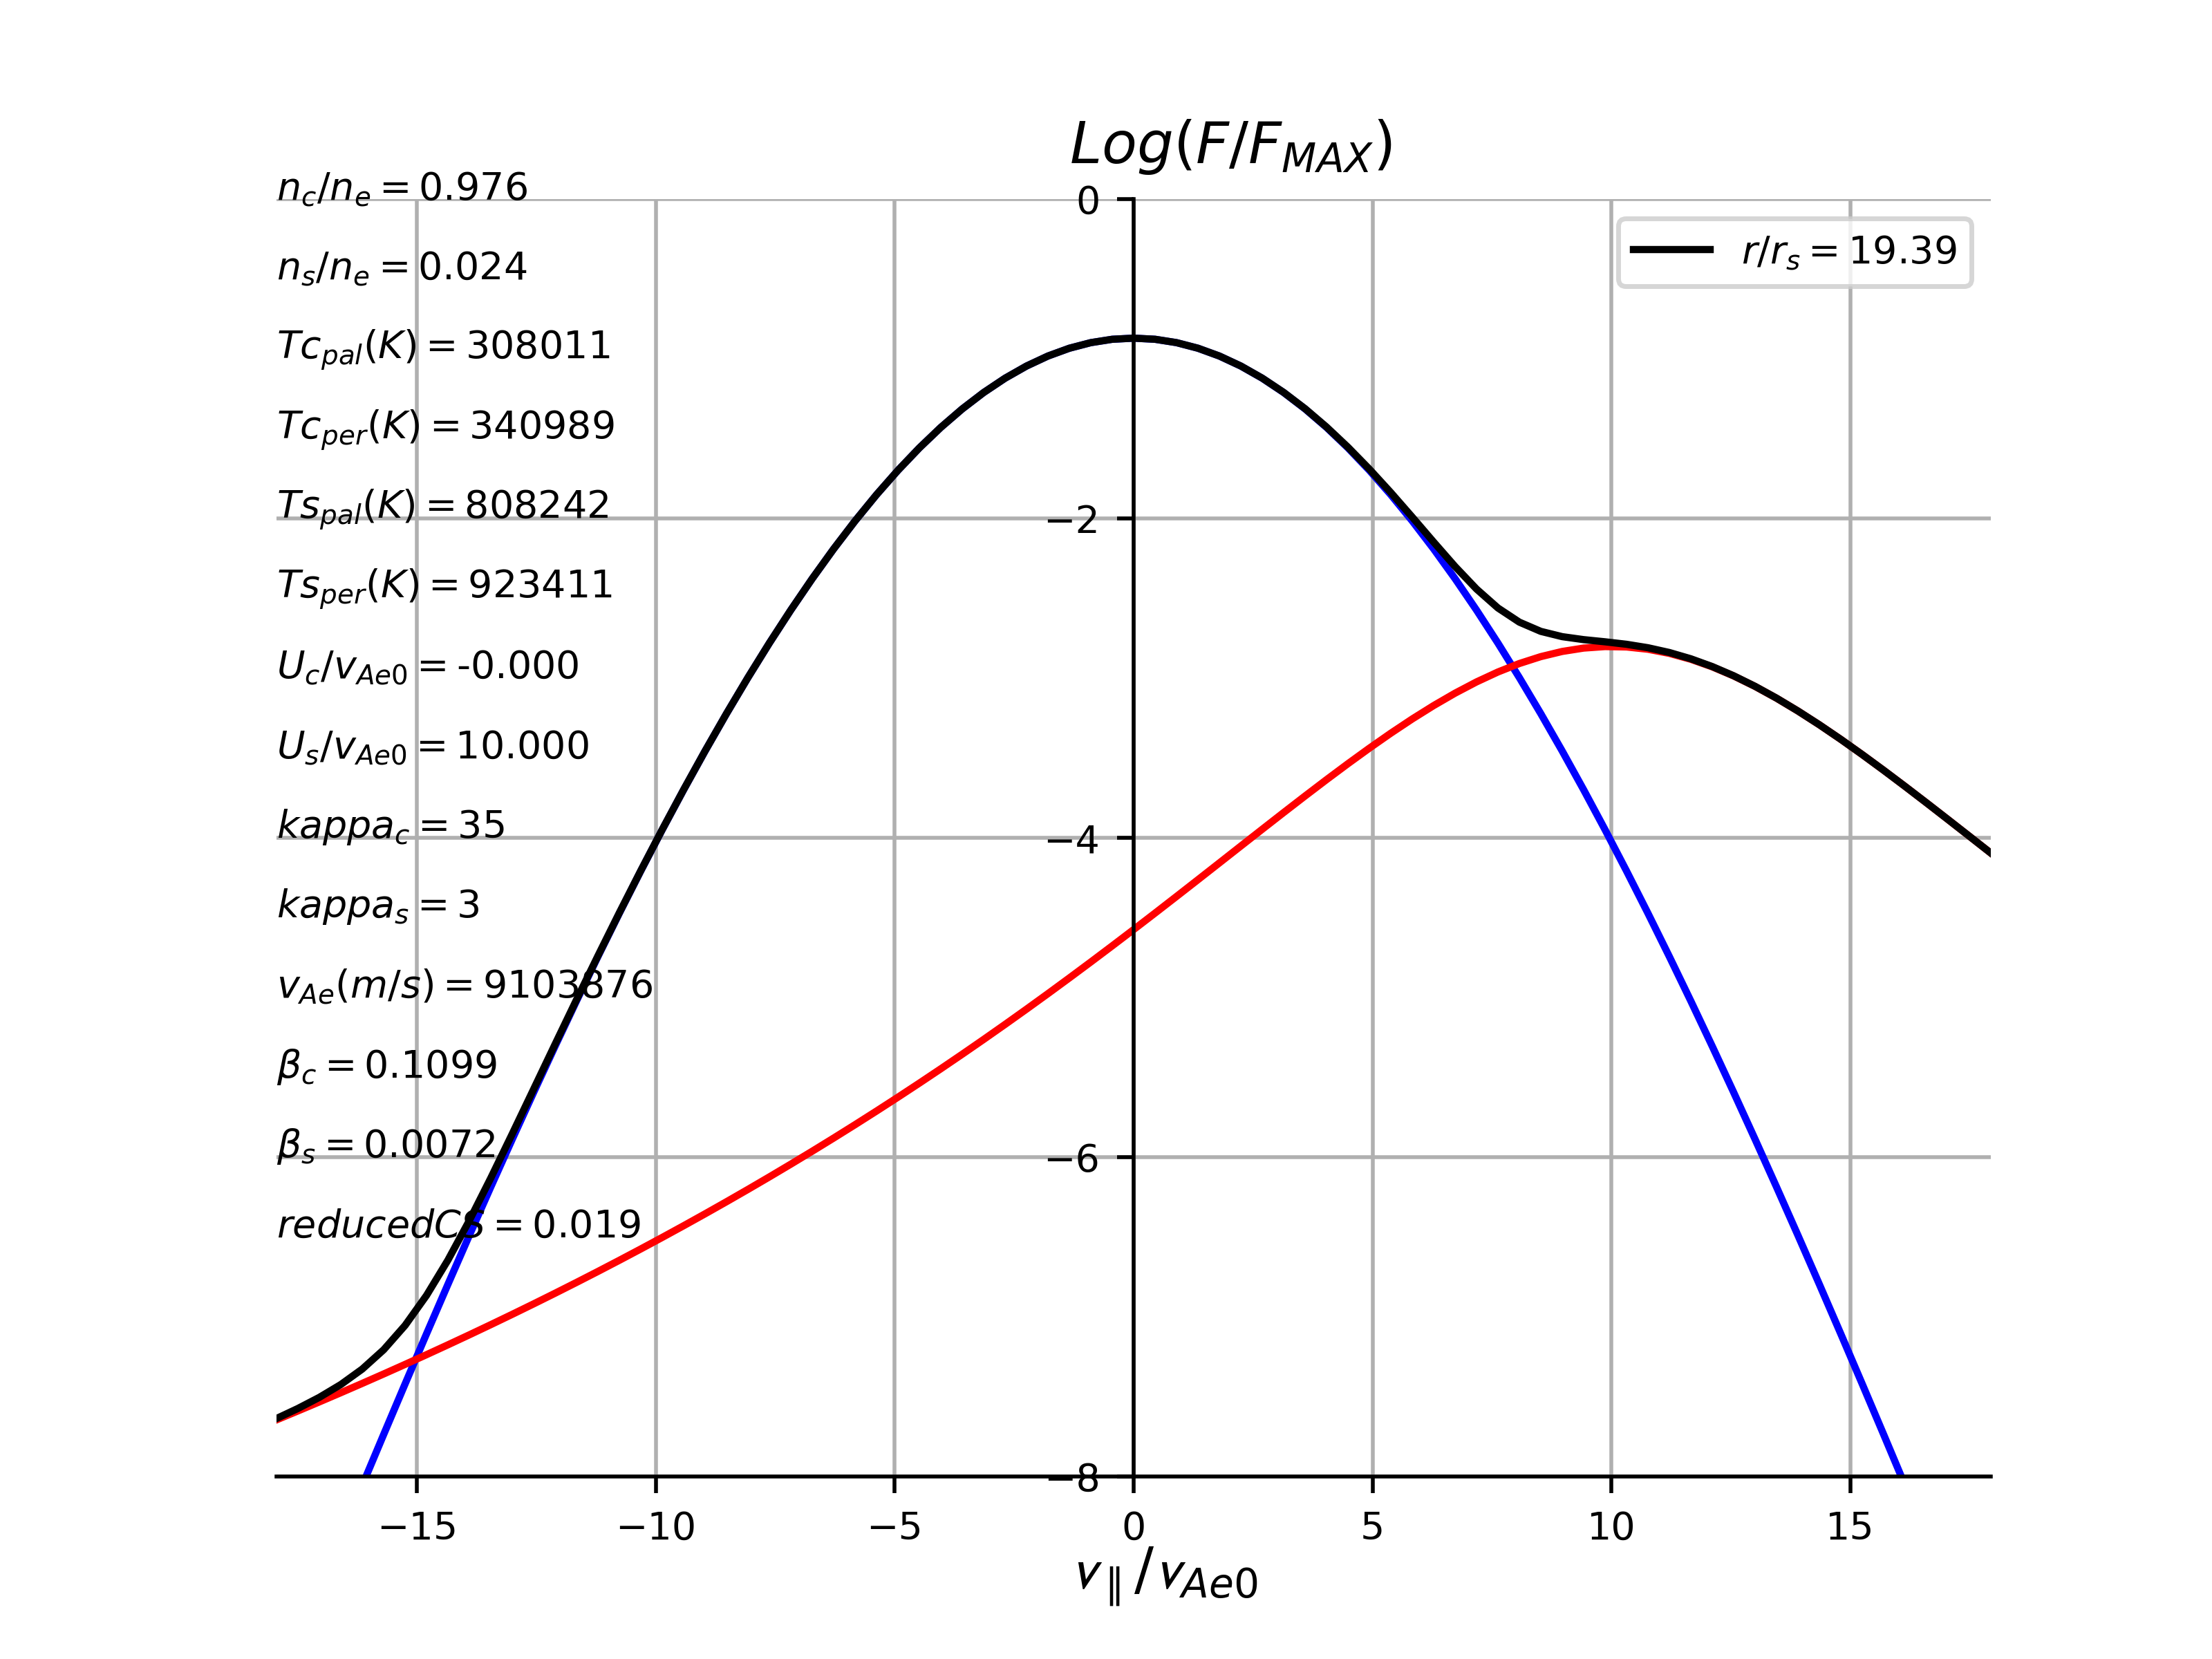 Log(F/F_MAX)
n_c/n_e = 0.976
n_s/n_e = 0.024
Tc_pal(K) = 308011
Tc_per(K) = 340989
Ts_pal(K) = 808242
Ts_per(K) = 923411
U_c/v_Ae0 = -0.000
U_s/v_Ae0 = 10.000
kappa_c = 35
kappa_s = 3
v_Ae(m/s) = 9103876
β_c = 0.1099
β_s = 0.0072
reducedCS = 0.019
r/r_s = 19.39
0
−2
−4
−6
−8
−15 −10 −5 0 5 10 15
v_∥/v_Ae0